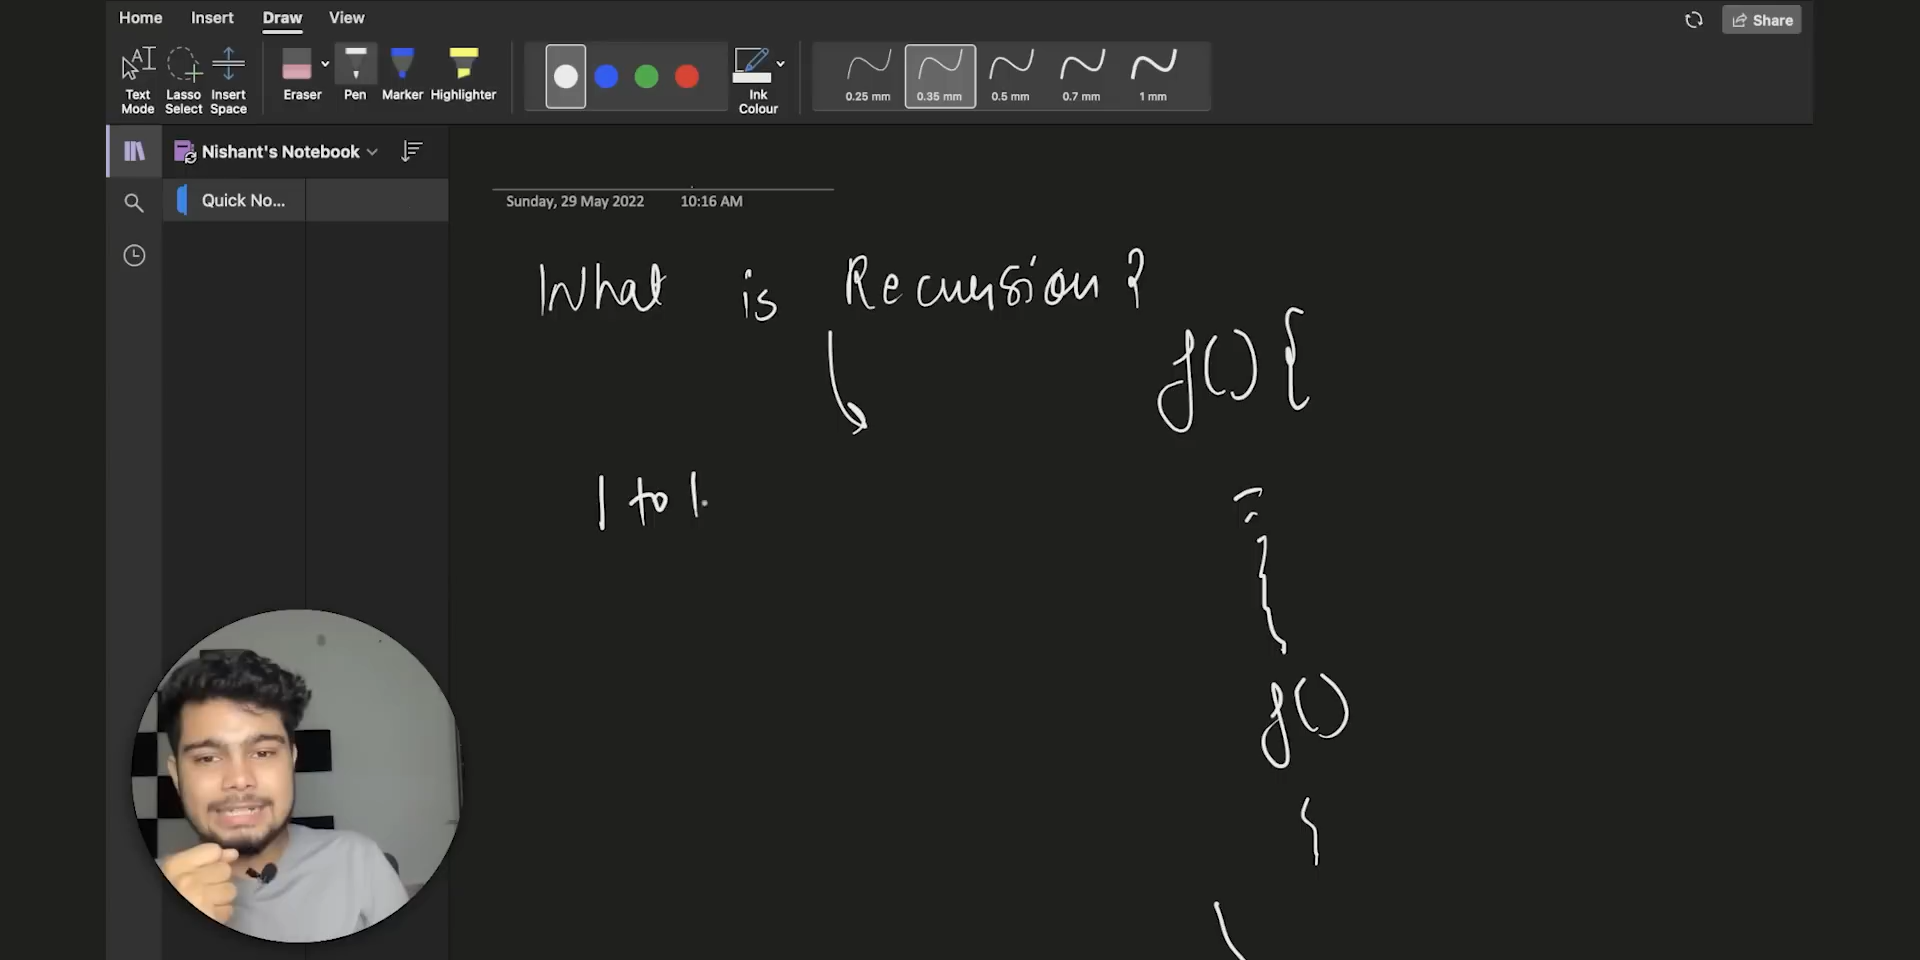 Home Insert Draw View
Share
Text Mode Lasso Select Insert Space Eraser Pen Marker Highlighter Ink Colour 0.25 mm 0.35 mm 0.5 mm 0.7 mm 1 mm
Nishant's Notebook
Quick No...
Sunday, 29 May 2022 10:16 AM
What is Recursion?
f() {
1 to 1
f()